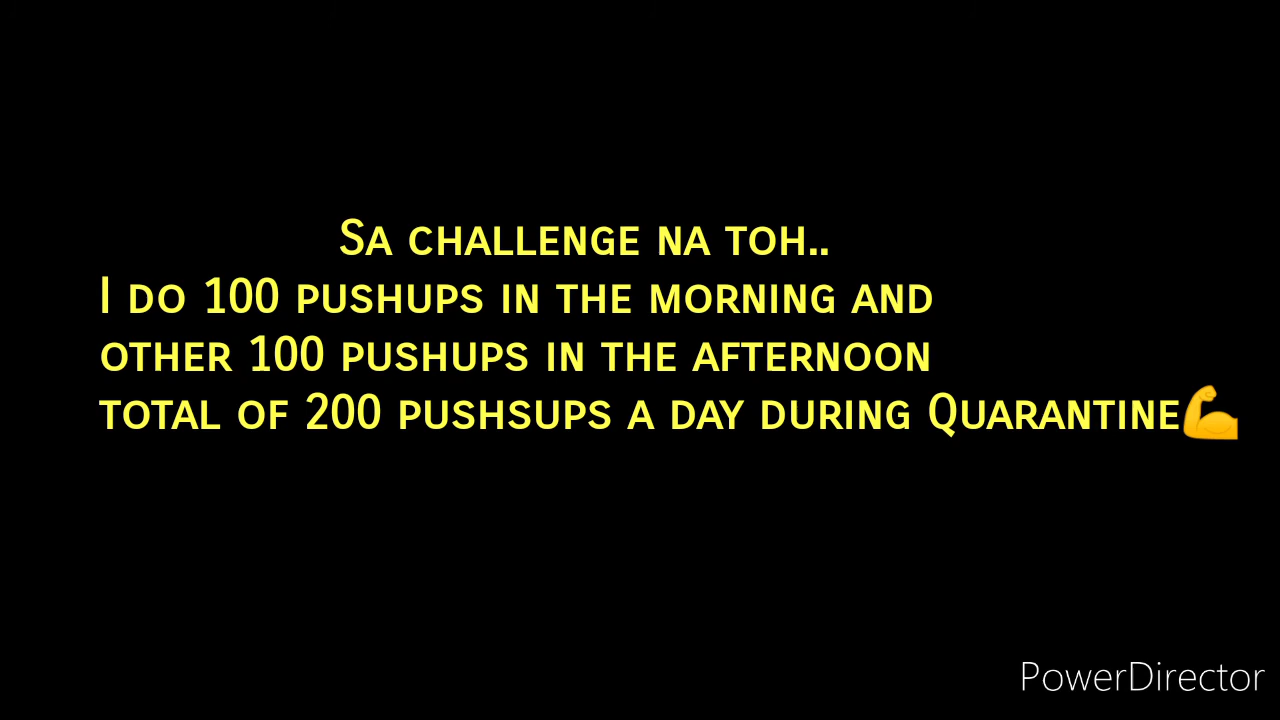 Sa challenge na toh..
I do 100 pushups in the morning and
other 100 pushups in the afternoon
total of 200 pushsups a day during Quarantine💪
PowerDirector